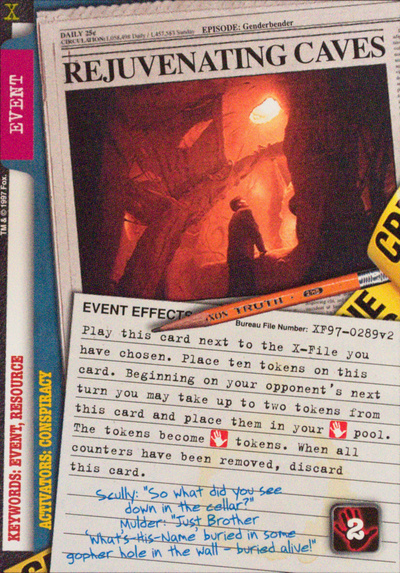 X
EVENT
TM & © 1997 Fox.
KEYWORDS: EVENT, RESOURCE
ACTIVATORS: CONSPIRACY
DAILY 25¢
EPISODE: Genderbender
REJUVENATING CAVES
EVENT EFFECTS
TRUTH
Bureau File Number: XF97-0289v2
Play this card next to the X-File you
have chosen. Place ten tokens on this
card. Beginning on your opponent's next
turn you may take up to two tokens from
this card and place them in your pool.
The tokens become tokens. When all
counters have been removed, discard
this card.
Scully: "So what did you see
down in the cellar?"
Mulder: "Just Brother
'What's-His-Name' buried in some
gopher hole in the wall - buried alive!"
2